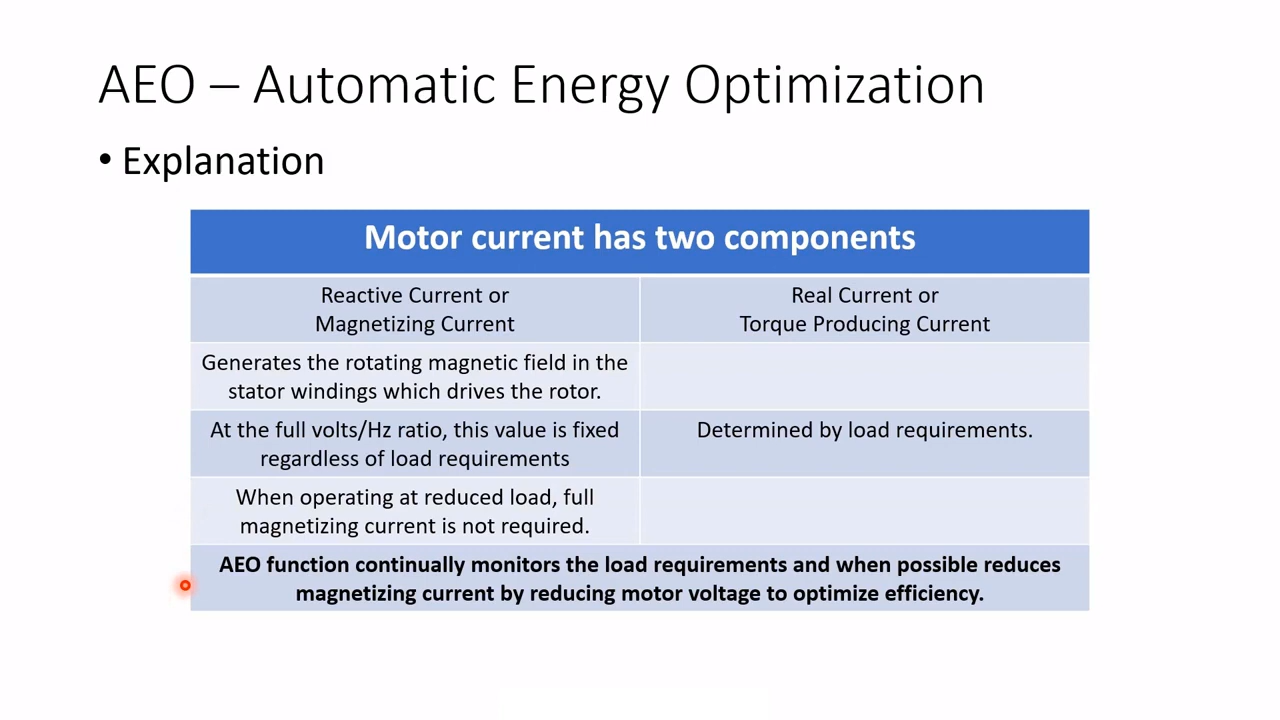 AEO – Automatic Energy Optimization
• Explanation
Motor current has two components
Reactive Current or
Magnetizing Current
Real Current or
Torque Producing Current
Generates the rotating magnetic field in the
stator windings which drives the rotor.
At the full volts/Hz ratio, this value is fixed
regardless of load requirements
Determined by load requirements.
When operating at reduced load, full
magnetizing current is not required.
AEO function continually monitors the load requirements and when possible reduces
magnetizing current by reducing motor voltage to optimize efficiency.